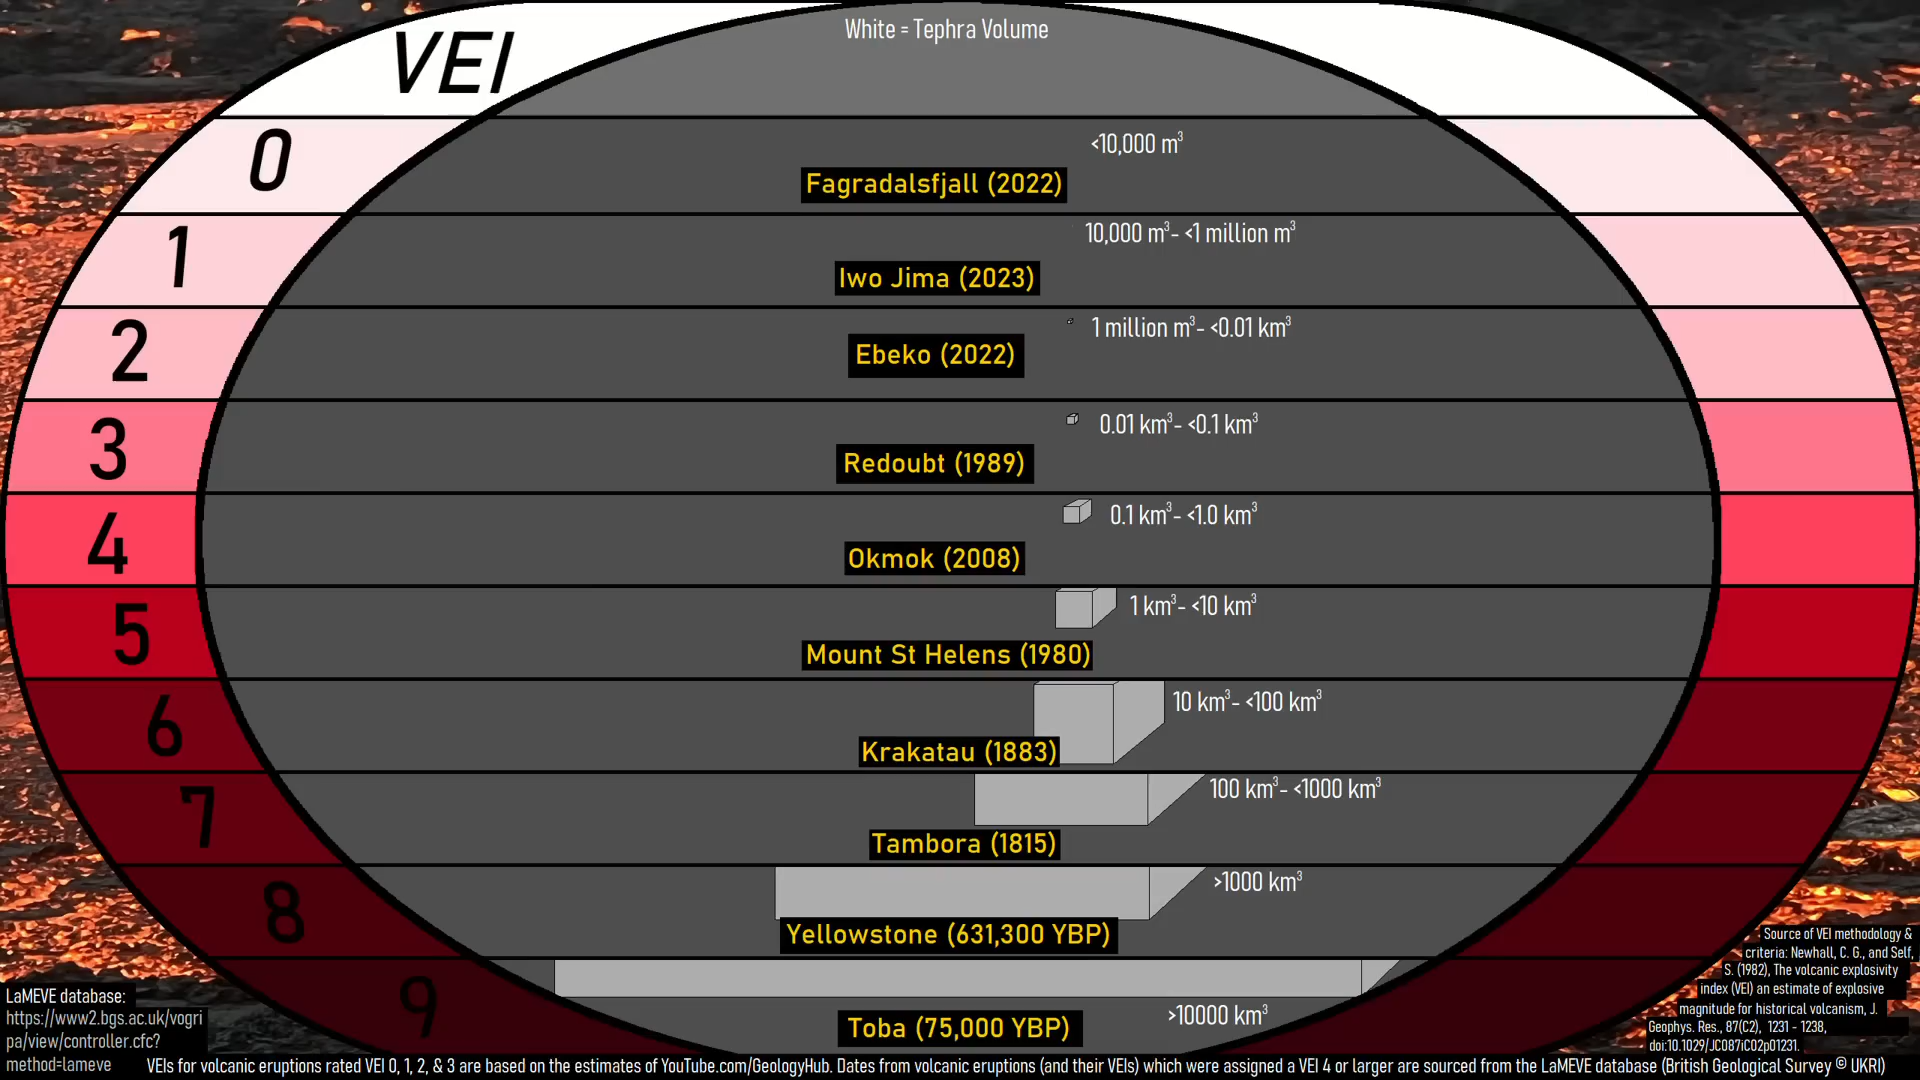 White = Tephra Volume
VEI
0
<10,000 m³
Fagradalsfjall (2022)
1
10,000 m³- <1 million m³
Iwo Jima (2023)
2
1 million m³- <0.01 km³
Ebeko (2022)
3
0.01 km³- <0.1 km³
Redoubt (1989)
4
0.1 km³- <1.0 km³
Okmok (2008)
5
1 km³- <10 km³
Mount St Helens (1980)
6
10 km³- <100 km³
Krakatau (1883)
7
100 km³- <1000 km³
Tambora (1815)
8
>1000 km³
Yellowstone (631,300 YBP)
9
>10000 km³
Toba (75,000 YBP)
Source of VEI methodology &
criteria: Newhall, C. G., and Self,
S. (1982), The volcanic explosivity
index (VEI) an estimate of explosive
magnitude for historical volcanism, J.
Geophys. Res., 87(C2), 1231 - 1238,
doi:10.1029/JC087iC02p01231.
LaMEVE database:
https://www2.bgs.ac.uk/vogri
pa/view/controller.cfc?
method=lameve
VEIs for volcanic eruptions rated VEI 0, 1, 2, & 3 are based on the estimates of YouTube.com/GeologyHub. Dates from volcanic eruptions (and their VEIs) which were assigned a VEI 4 or larger are sourced from the LaMEVE database (British Geological Survey © UKRI)